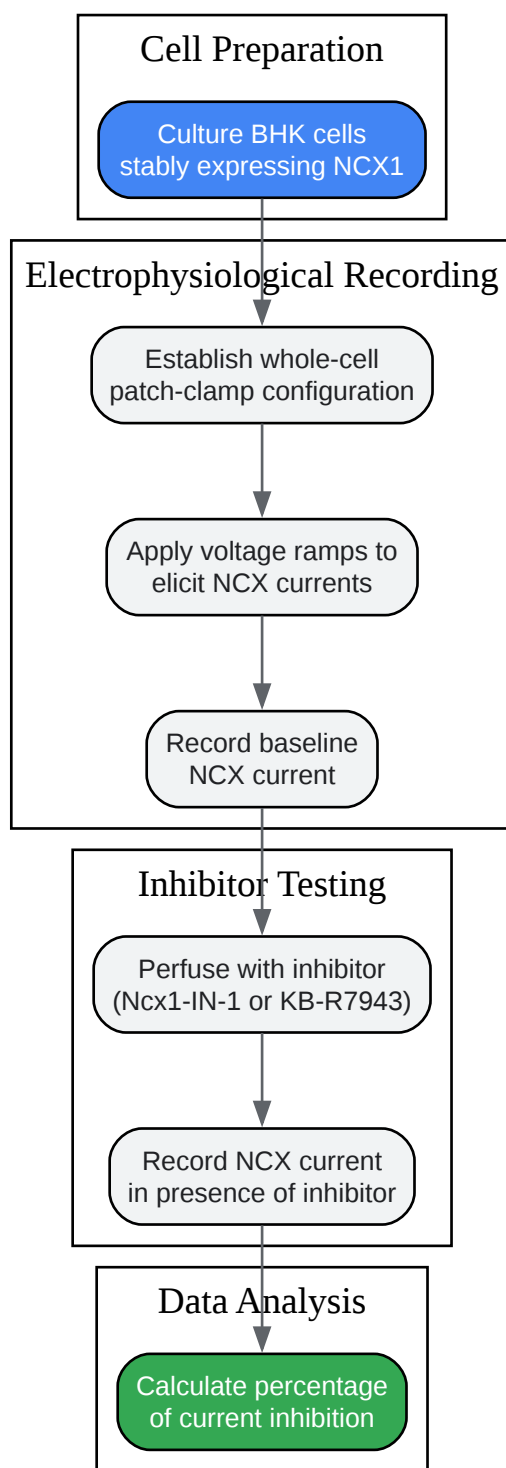 Cell Preparation
Culture BHK cells
stably expressing NCX1
Electrophysiological Recording
Establish whole-cell
patch-clamp configuration
Apply voltage ramps to
elicit NCX currents
Record baseline
NCX current
Inhibitor Testing
Perfuse with inhibitor
(Ncx1-IN-1 or KB-R7943)
Record NCX current
in presence of inhibitor
Data Analysis
Calculate percentage
of current inhibition